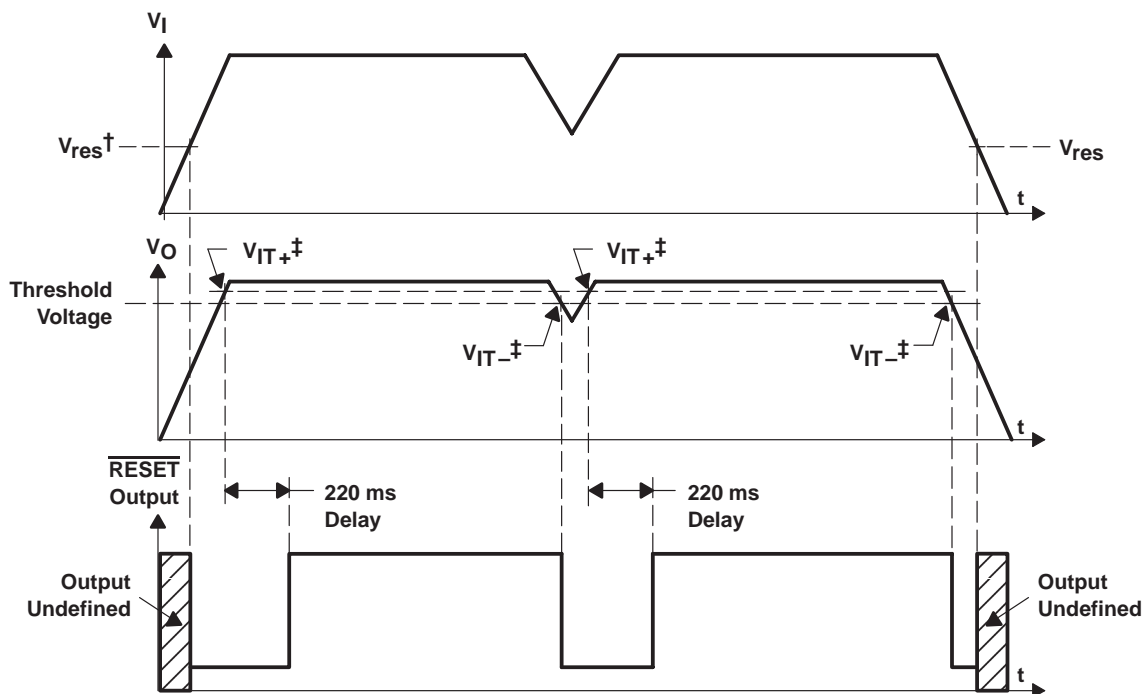 VI
Vres†
Vres
t
VO
VIT+‡
VIT+‡
Threshold
Voltage
VIT–‡
VIT–‡
t
RESET
Output
220 ms
Delay
220 ms
Delay
Output
Undefined
Output
Undefined
t